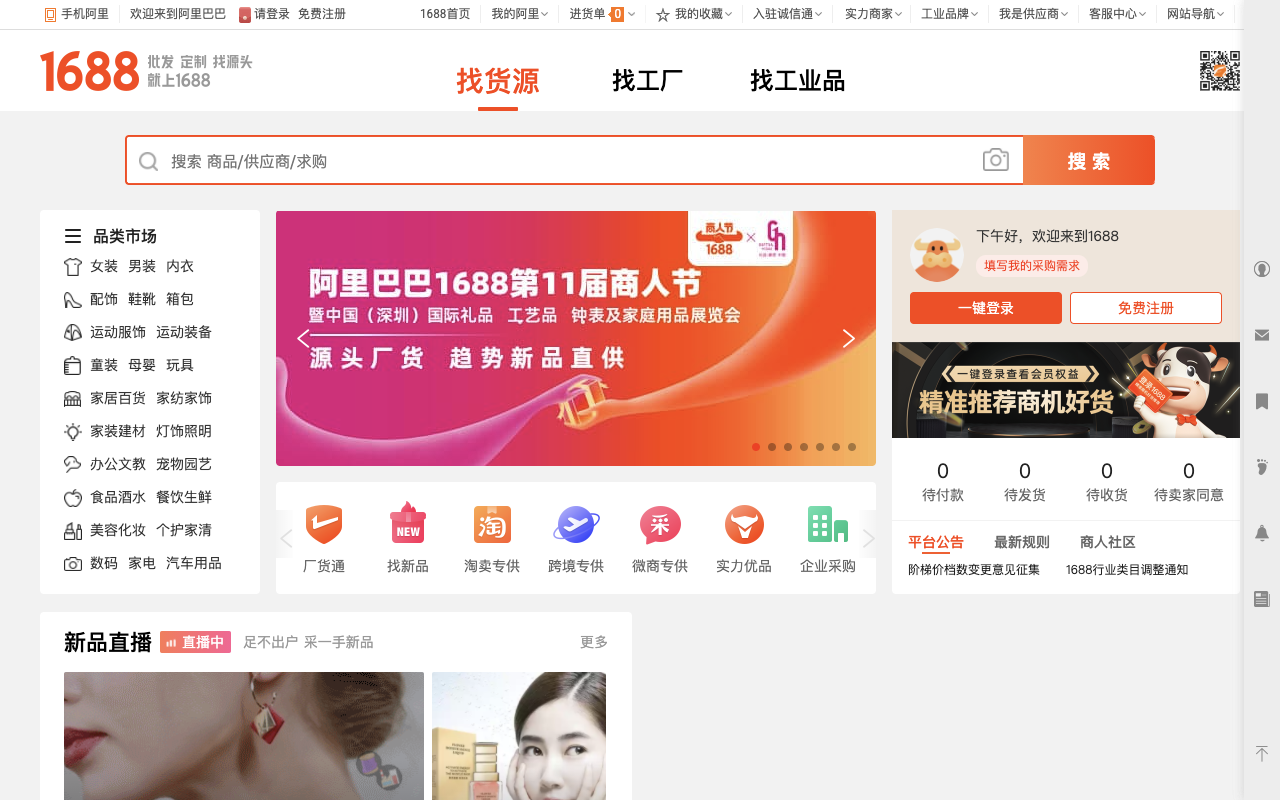 手机阿里 欢迎来到阿里巴巴 请登录 免费注册 1688首页 我的阿里 进货单 0 我的收藏 入驻诚信通 实力商家 工业品牌 我是供应商 客服中心 网站导航
1688 批发 定制 找源头
就上1688
找货源 找工厂 找工业品
搜索 商品/供应商/求购 搜 索
品类市场
女装 男装 内衣
配饰 鞋靴 箱包
运动服饰 运动装备
童装 母婴 玩具
家居百货 家纺家饰
家装建材 灯饰照明
办公文教 宠物园艺
食品酒水 餐饮生鲜
美容化妆 个护家清
数码 家电 汽车用品
商人节
1688
阿里巴巴1688第11届商人节
暨中国（深圳）国际礼品 工艺品 钟表及家庭用品展览会
源头厂货 趋势新品直供
厂货通 找新品 淘卖专供 跨境专供 微商专供 实力优品 企业采购
NEW
淘
采
下午好，欢迎来到1688
填写我的采购需求
一键登录 免费注册
一键登录查看会员权益
精准推荐商机好货
登录1688
0 0 0 0
待付款 待发货 待收货 待卖家同意
平台公告 最新规则 商人社区
阶梯价档数变更意见征集 1688行业类目调整通知
新品直播 直播中 足不出户 采一手新品 更多